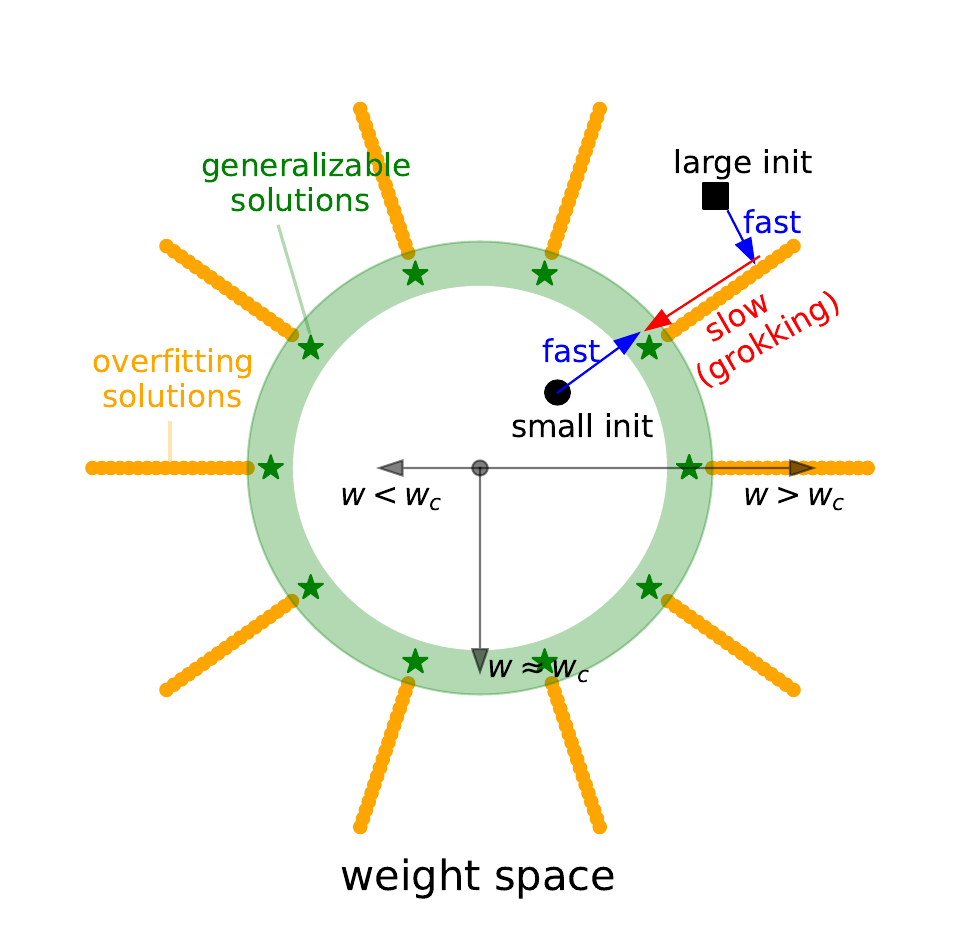 generalizable
solutions
large init
fast
slow
(grokking)
overfitting
solutions
fast
small init
w < w_c
w > w_c
w ≈ w_c
weight space